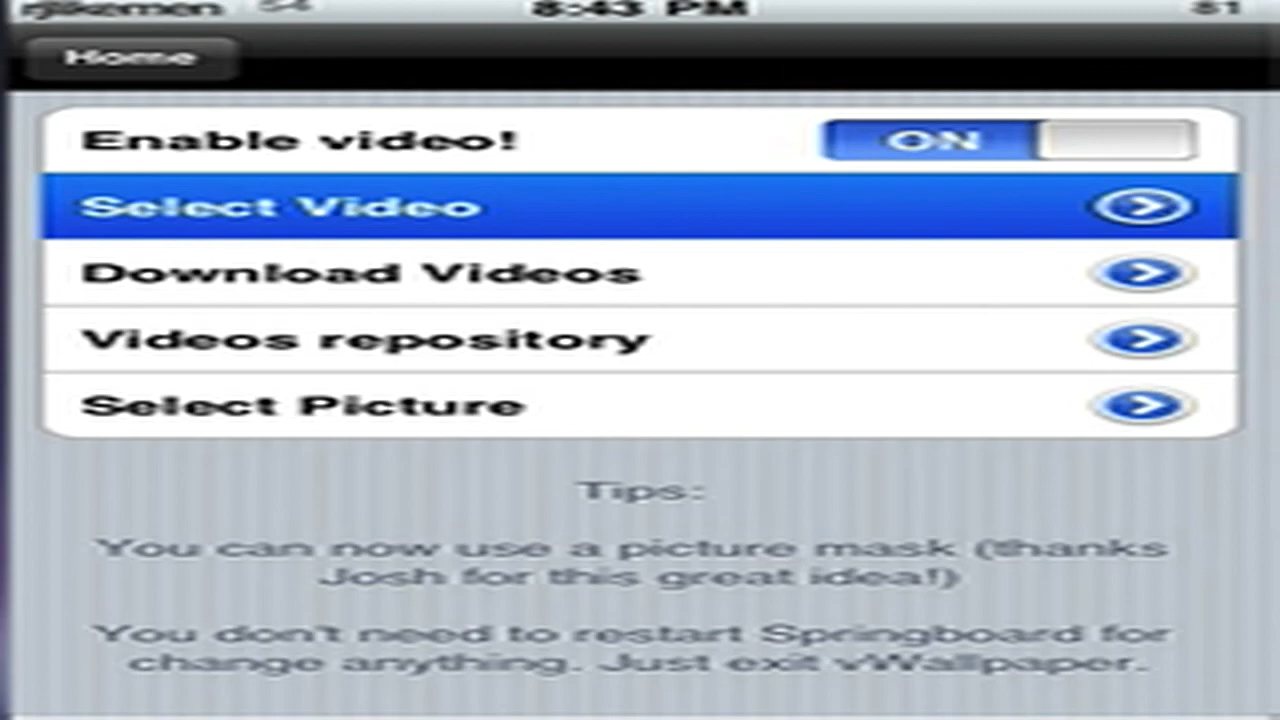 rjlikemen 8:43 PM 81
Home
Enable video! ON
Select Video
Download Videos
Videos repository
Select Picture
Tips:
You can now use a picture mask (thanks
Josh for this great idea!)
You don't need to restart Springboard for
change anything. Just exit vWallpaper.